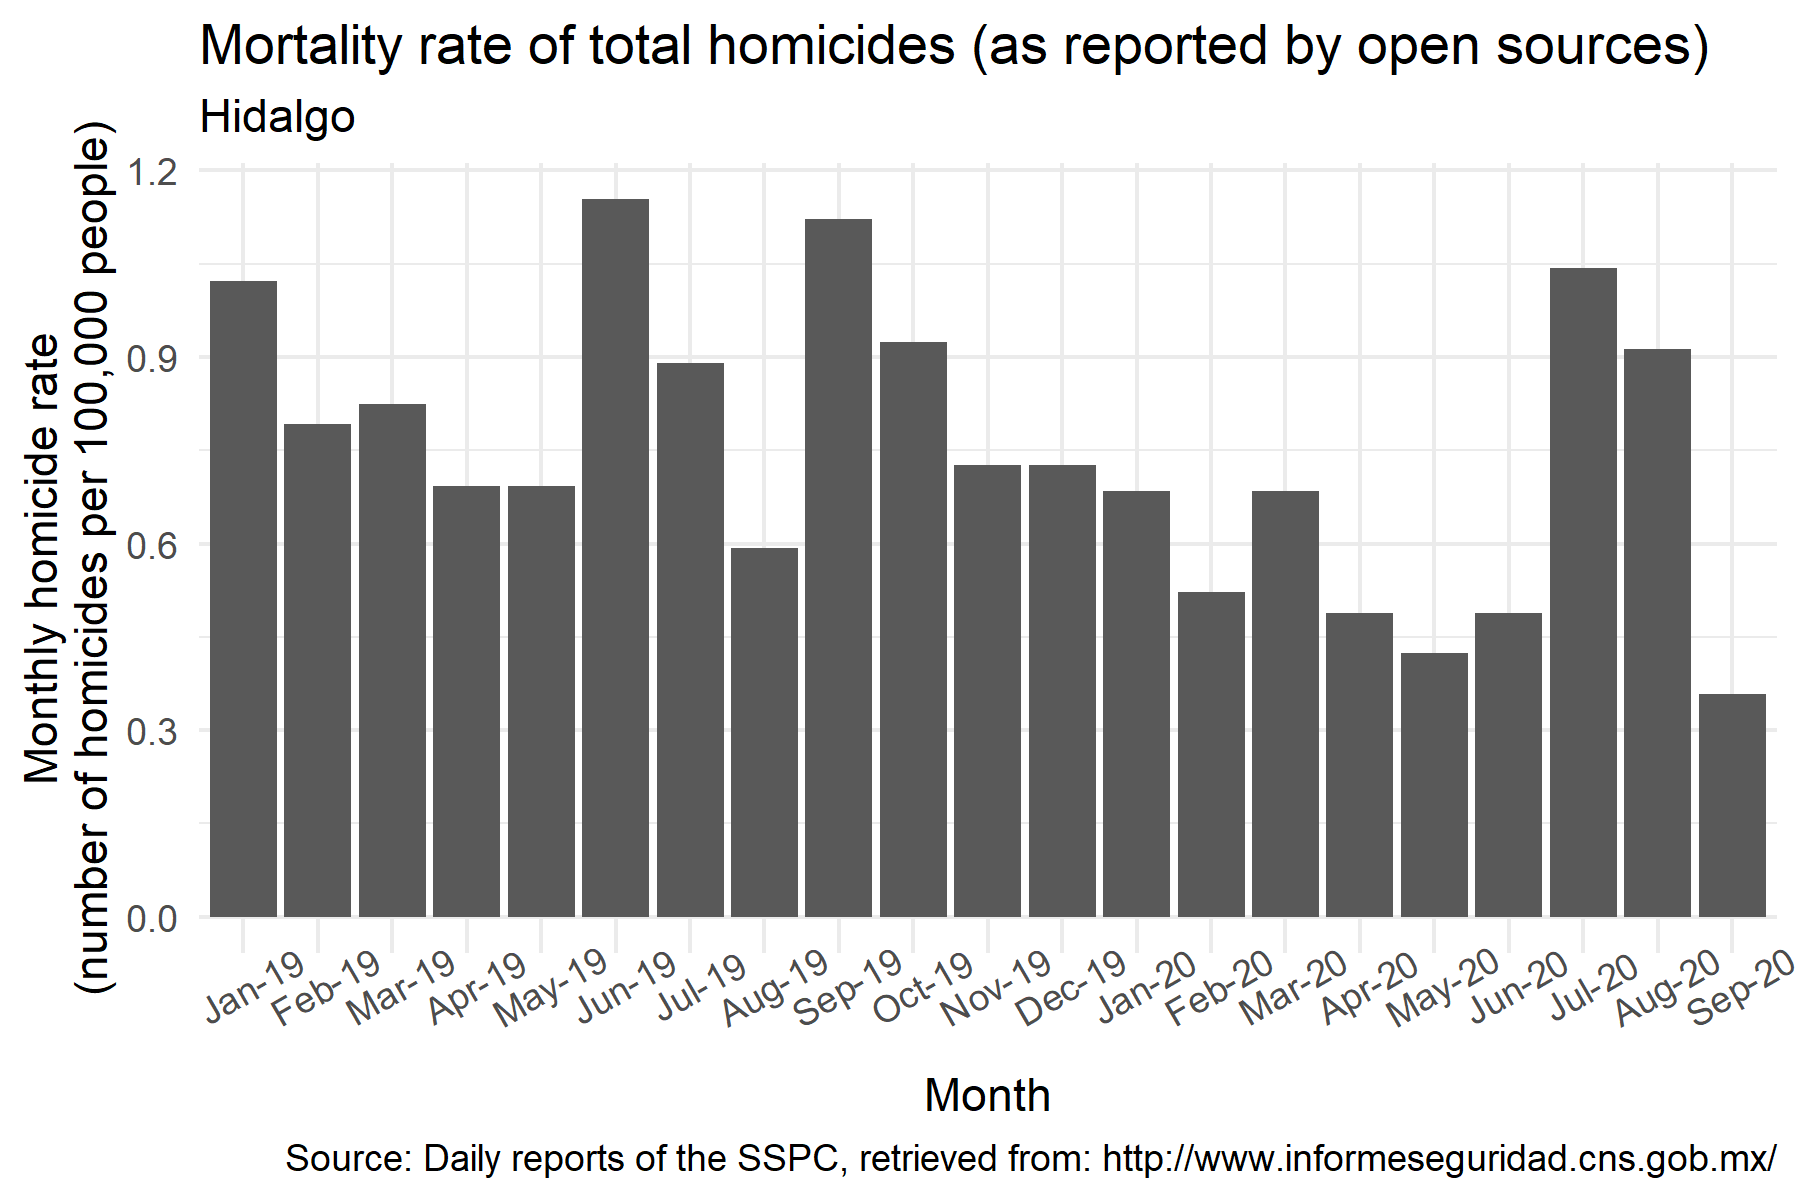 Mortality rate of total homicides (as reported by open sources)
Hidalgo
Monthly homicide rate
(number of homicides per 100,000 people)
1.2
0.9
0.6
0.3
0.0
Jan-19
Feb-19
Mar-19
Apr-19
May-19
Jun-19
Jul-19
Aug-19
Sep-19
Oct-19
Nov-19
Dec-19
Jan-20
Feb-20
Mar-20
Apr-20
May-20
Jun-20
Jul-20
Aug-20
Sep-20
Month
Source: Daily reports of the SSPC, retrieved from: http://www.informeseguridad.cns.gob.mx/